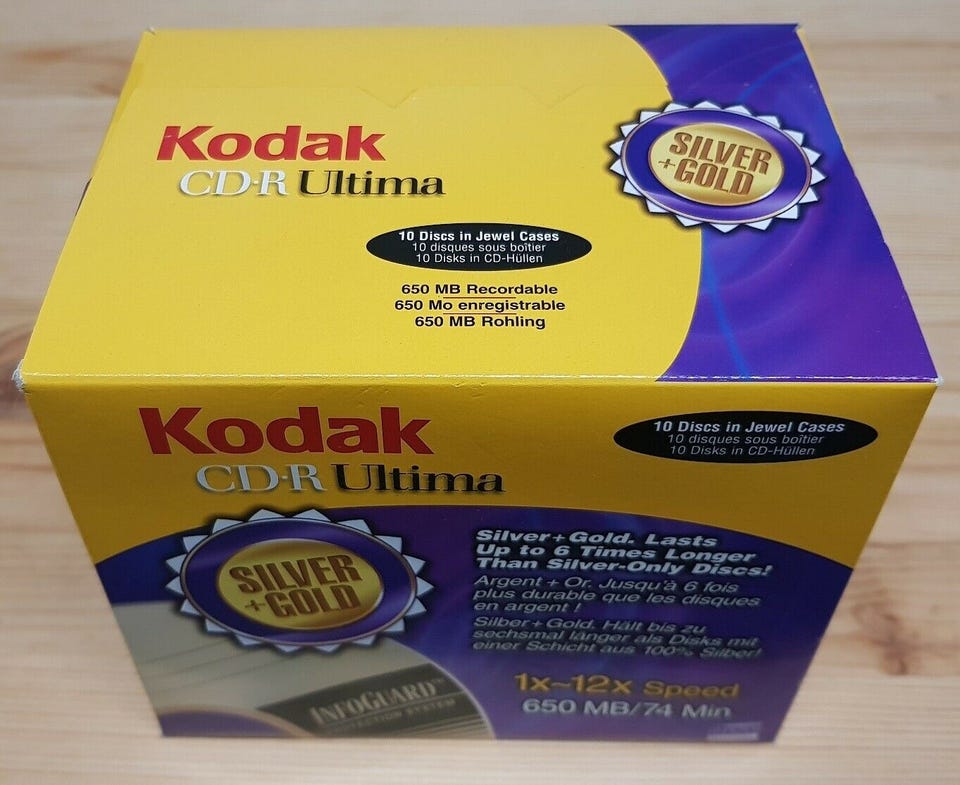 Kodak
CD-R Ultima
SILVER
+GOLD
10 Discs in Jewel Cases
10 disques sous boîtier
10 Disks in CD-Hüllen
650 MB Recordable
650 Mo enregistrable
650 MB Rohling
Kodak
CD-R Ultima
10 Discs in Jewel Cases
10 disques sous boîtier
10 Disks in CD-Hüllen
SILVER
+GOLD
Silver+Gold. Lasts
Up to 6 Times Longer
Than Silver-Only Discs!
Argent + Or. Jusqu'à 6 fois
plus durable que les disques
en argent !
Silber+Gold. Hält bis zu
sechsmal länger als Disks mit
einer Schicht aus 100% Silber!
1x-12x Speed
650 MB/74 Min
INFOGUARD™
PROTECTION SYSTEM